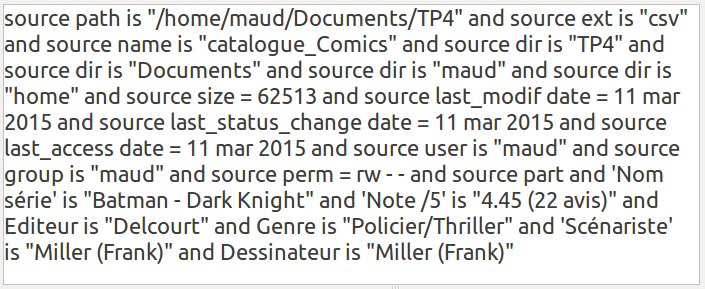 source path is "/home/maud/Documents/TP4" and source ext is "csv"
and source name is "catalogue_Comics" and source dir is "TP4" and
source dir is "Documents" and source dir is "maud" and source dir is
"home" and source size = 62513 and source last_modif date = 11 mar
2015 and source last_status_change date = 11 mar 2015 and source
last_access date = 11 mar 2015 and source user is "maud" and source
group is "maud" and source perm = rw - - and source part and 'Nom
série' is "Batman - Dark Knight" and 'Note /5' is "4.45 (22 avis)" and
Editeur is "Delcourt" and Genre is "Policier/Thriller" and 'Scénariste'
is "Miller (Frank)" and Dessinateur is "Miller (Frank)"